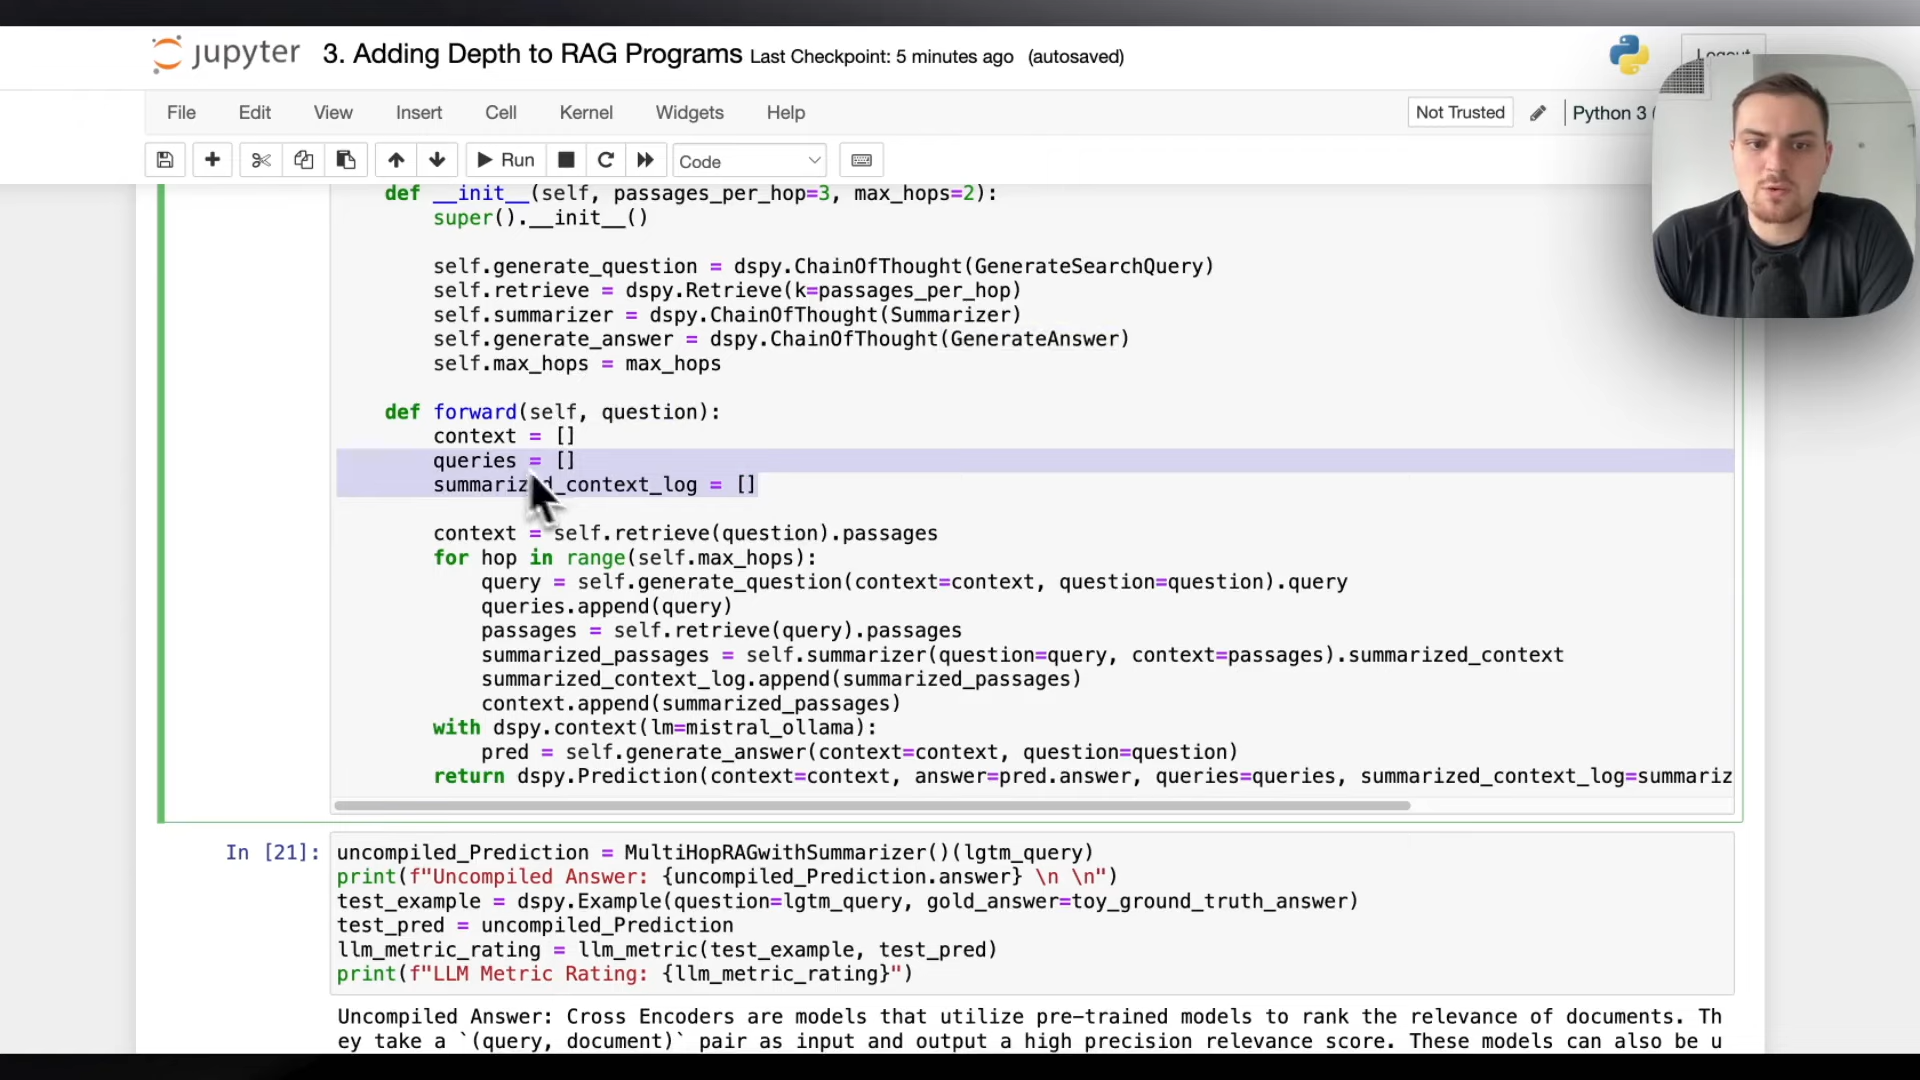 jupyter 3. Adding Depth to RAG Programs Last Checkpoint: 5 minutes ago (autosaved)
Logout
File Edit View Insert Cell Kernel Widgets Help Not Trusted Python 3 (
Run Code
def __init__(self, passages_per_hop=3, max_hops=2):
super().__init__()
self.generate_question = dspy.ChainOfThought(GenerateSearchQuery)
self.retrieve = dspy.Retrieve(k=passages_per_hop)
self.summarizer = dspy.ChainOfThought(Summarizer)
self.generate_answer = dspy.ChainOfThought(GenerateAnswer)
self.max_hops = max_hops
def forward(self, question):
context = []
queries = []
summarized_context_log = []
context = self.retrieve(question).passages
for hop in range(self.max_hops):
query = self.generate_question(context=context, question=question).query
queries.append(query)
passages = self.retrieve(query).passages
summarized_passages = self.summarizer(question=query, context=passages).summarized_context
summarized_context_log.append(summarized_passages)
context.append(summarized_passages)
with dspy.context(lm=mistral_ollama):
pred = self.generate_answer(context=context, question=question)
return dspy.Prediction(context=context, answer=pred.answer, queries=queries, summarized_context_log=summariz
In [21]: uncompiled_Prediction = MultiHopRAGwithSummarizer()(lgtm_query)
print(f"Uncompiled Answer: {uncompiled_Prediction.answer} \n \n")
test_example = dspy.Example(question=lgtm_query, gold_answer=toy_ground_truth_answer)
test_pred = uncompiled_Prediction
llm_metric_rating = llm_metric(test_example, test_pred)
print(f"LLM Metric Rating: {llm_metric_rating}")
Uncompiled Answer: Cross Encoders are models that utilize pre-trained models to rank the relevance of documents. Th
ey take a `(query, document)` pair as input and output a high precision relevance score. These models can also be u